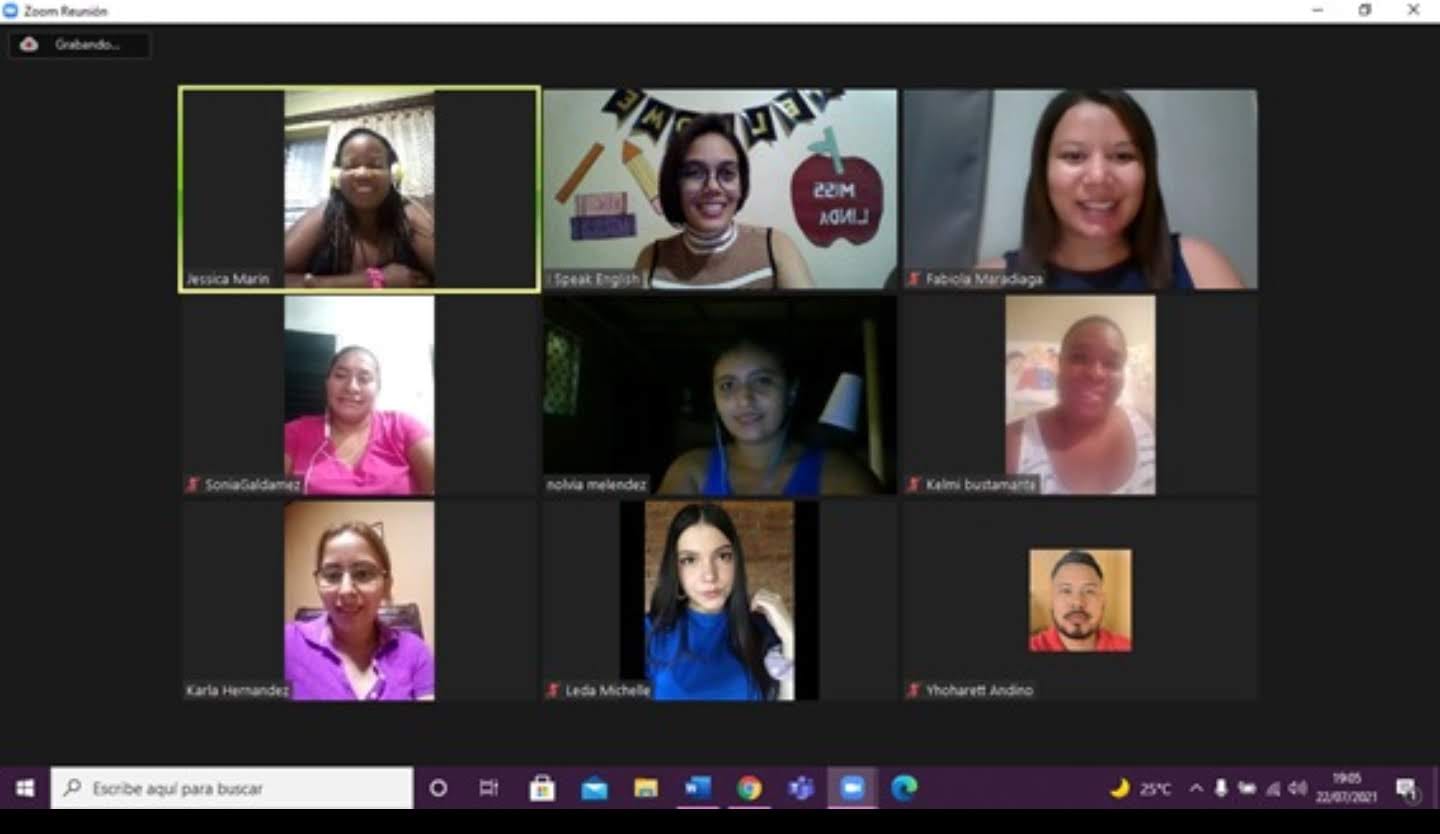 Zoom Reunión
Grabando...
WELCOME
MISS
LINDA
Jessica Marin
I Speak English
Fabiola Maradiaga
SoniaGaldamez
nolvia melendez
Kelmi bustamante
Karla Hernandez
Leda Michelle
Yhoharett Andino
Escribe aquí para buscar
25°C
19:05
22/07/2021
1